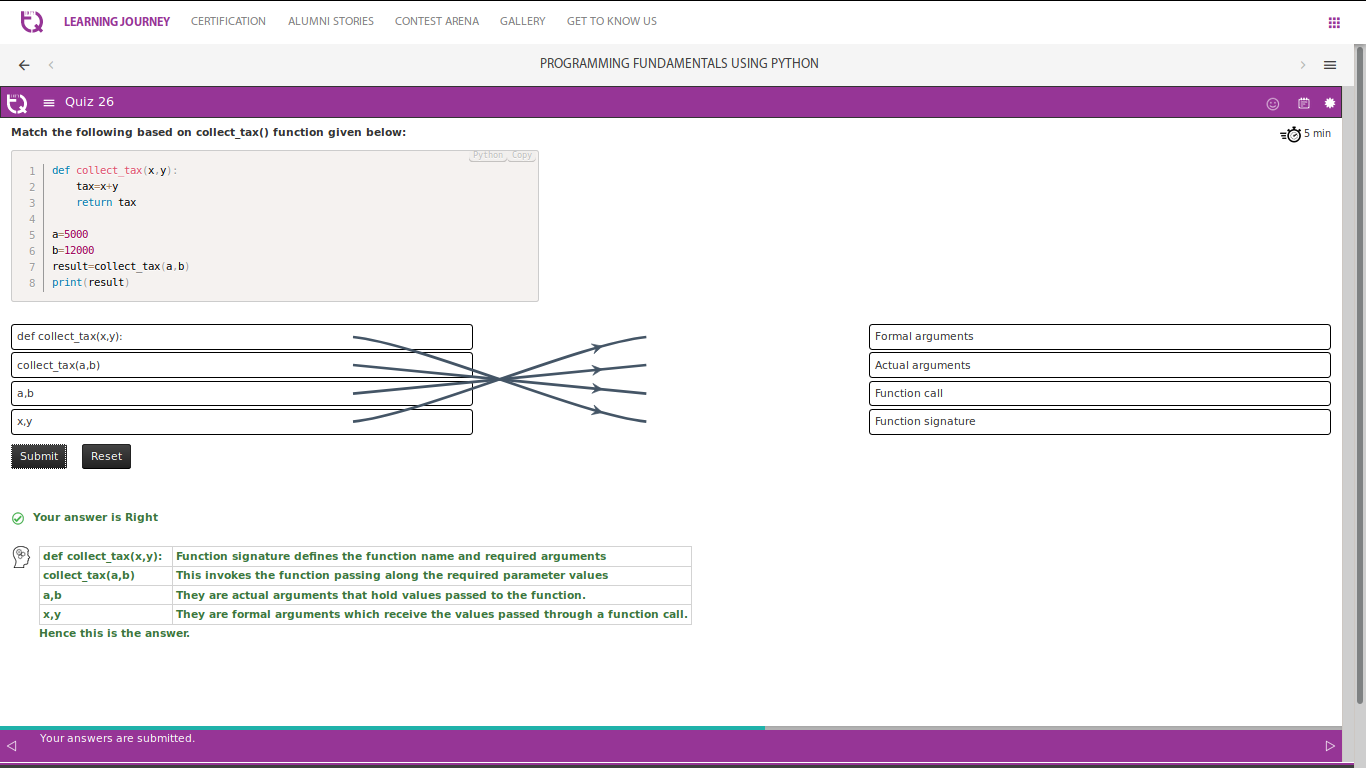 LEARNING JOURNEY CERTIFICATION ALUMNI STORIES CONTEST ARENA GALLERY GET TO KNOW US
PROGRAMMING FUNDAMENTALS USING PYTHON
Quiz 26
Match the following based on collect_tax() function given below:
5 min
Python Copy
1 def collect_tax(x,y):
2     tax=x+y
3     return tax
4
5 a=5000
6 b=12000
7 result=collect_tax(a,b)
8 print(result)
def collect_tax(x,y): Formal arguments
collect_tax(a,b) Actual arguments
a,b Function call
x,y Function signature
Submit Reset
Your answer is Right
def collect_tax(x,y): Function signature defines the function name and required arguments
collect_tax(a,b) This invokes the function passing along the required parameter values
a,b They are actual arguments that hold values passed to the function.
x,y They are formal arguments which receive the values passed through a function call.
Hence this is the answer.
Your answers are submitted.